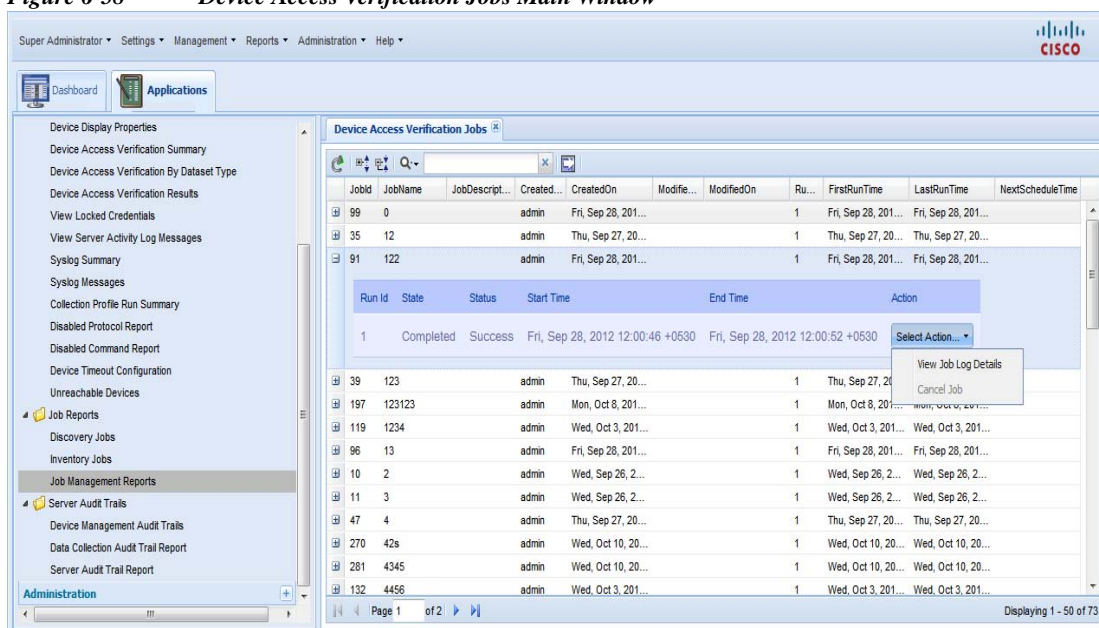 Figure 6-38 Device Access Verification Jobs Main Window
Super Administrator Settings Management Reports Administration Help
CISCO
Dashboard
Applications
Device Display Properties
Device Access Verification Summary
Device Access Verification By Dataset Type
Device Access Verification Results
View Locked Credentials
View Server Activity Log Messages
Syslog Summary
Syslog Messages
Collection Profile Run Summary
Disabled Protocol Report
Disabled Command Report
Device Timeout Configuration
Unreachable Devices
Job Reports
Discovery Jobs
Inventory Jobs
Job Management Reports
Server Audit Trails
Device Management Audit Trails
Data Collection Audit Trail Report
Server Audit Trail Report
Administration
Device Access Verification Jobs
JobId JobName JobDescript... Created... CreatedOn Modifie... ModifiedOn Ru... FirstRunTime LastRunTime NextScheduleTime
99 0 admin Fri, Sep 28, 201... 1 Fri, Sep 28, 201... Fri, Sep 28, 201...
35 12 admin Thu, Sep 27, 20... 1 Thu, Sep 27, 20... Thu, Sep 27, 20...
91 122 admin Fri, Sep 28, 201... 1 Fri, Sep 28, 201... Fri, Sep 28, 201...
Run Id State Status Start Time End Time Action
1 Completed Success Fri, Sep 28, 2012 12:00:46 +0530 Fri, Sep 28, 2012 12:00:52 +0530 Select Action...
View Job Log Details
Cancel Job
39 123 admin Thu, Sep 27, 20... 1 Thu, Sep 27, 20
197 123123 admin Mon, Oct 8, 201... 1 Mon, Oct 8, 201... Mon, Oct 8, 201...
119 1234 admin Wed, Oct 3, 201... 1 Wed, Oct 3, 201... Wed, Oct 3, 201...
96 13 admin Fri, Sep 28, 201... 1 Fri, Sep 28, 201... Fri, Sep 28, 201...
10 2 admin Wed, Sep 26, 2... 1 Wed, Sep 26, 2... Wed, Sep 26, 2...
11 3 admin Wed, Sep 26, 2... 1 Wed, Sep 26, 2... Wed, Sep 26, 2...
47 4 admin Thu, Sep 27, 20... 1 Thu, Sep 27, 20... Thu, Sep 27, 20...
270 42s admin Wed, Oct 10, 20... 1 Wed, Oct 10, 20... Wed, Oct 10, 20...
281 4345 admin Wed, Oct 10, 20... 1 Wed, Oct 10, 20... Wed, Oct 10, 20...
132 4456 admin Wed, Oct 3, 201... 1 Wed, Oct 3, 201... Wed, Oct 3, 201...
Page 1 of 2
Displaying 1 - 50 of 73